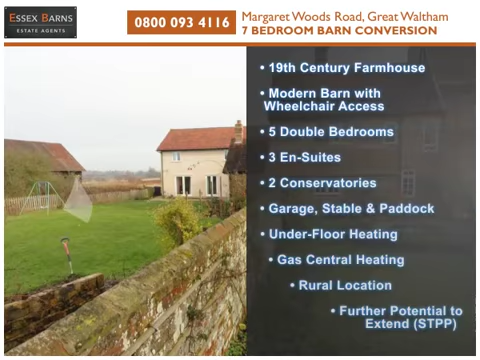 ESSEX BARNS
ESTATE AGENTS
0800 093 4116
Margaret Woods Road, Great Waltham
7 BEDROOM BARN CONVERSION
• 19th Century Farmhouse
• Modern Barn with
Wheelchair Access
• 5 Double Bedrooms
• 3 En-Suites
• 2 Conservatories
• Garage, Stable & Paddock
• Under-Floor Heating
• Gas Central Heating
• Rural Location
• Further Potential to
Extend (STPP)